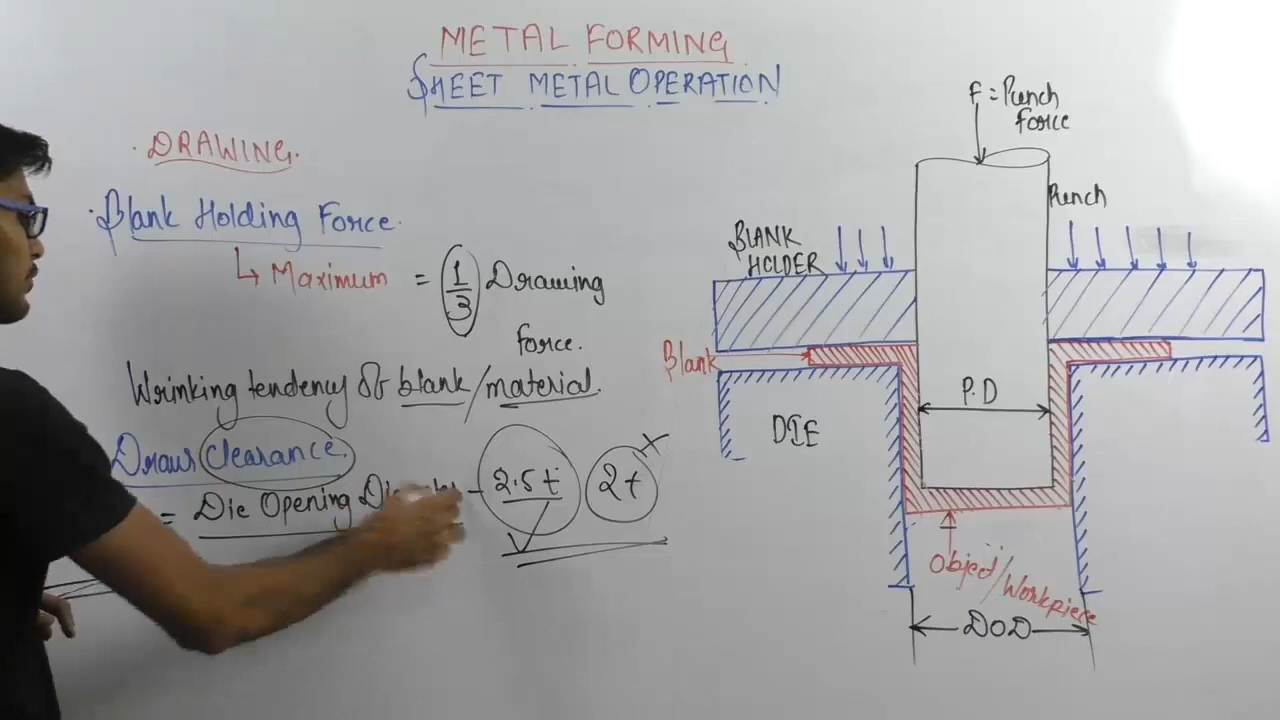 METAL FORMING
SHEET METAL OPERATION
DRAWING.
Blank Holding Force.
Maximum = 1/3 Drawing
force.
Wrinking tendency of blank/material.
Draw Clearance.
= Die Opening - 2.5t 2t
F = Punch
force
Punch
BLANK
HOLDER
Blank
P.D
DIE
Object/Workpiece
DOD